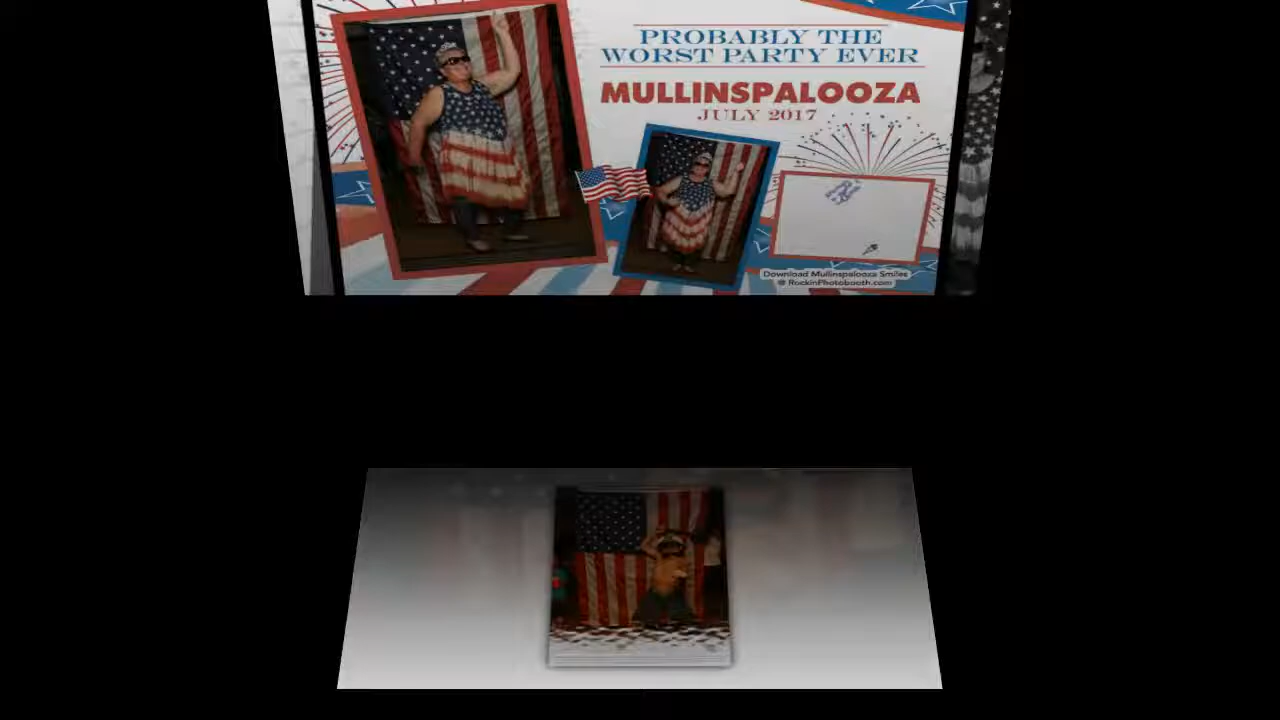 PROBABLY THE
WORST PARTY EVER
MULLINSPALOOZA
JULY 2017
Download Mullinspalooza Smiles
@ RockinPhotobooth.com